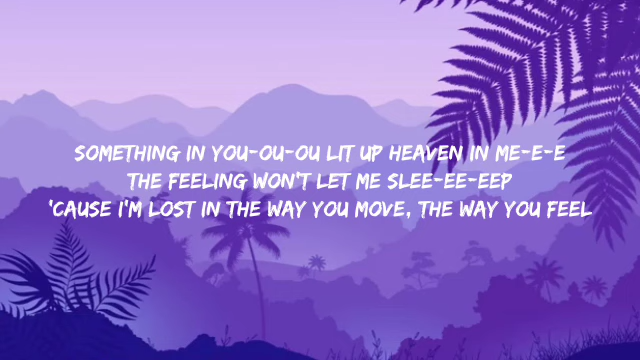 SOMETHING IN YOU-OU-OU LIT UP HEAVEN IN ME-E-E
THE FEELING WON'T LET ME SLEE-EE-EEP
'CAUSE I'M LOST IN THE WAY YOU MOVE, THE WAY YOU FEEL